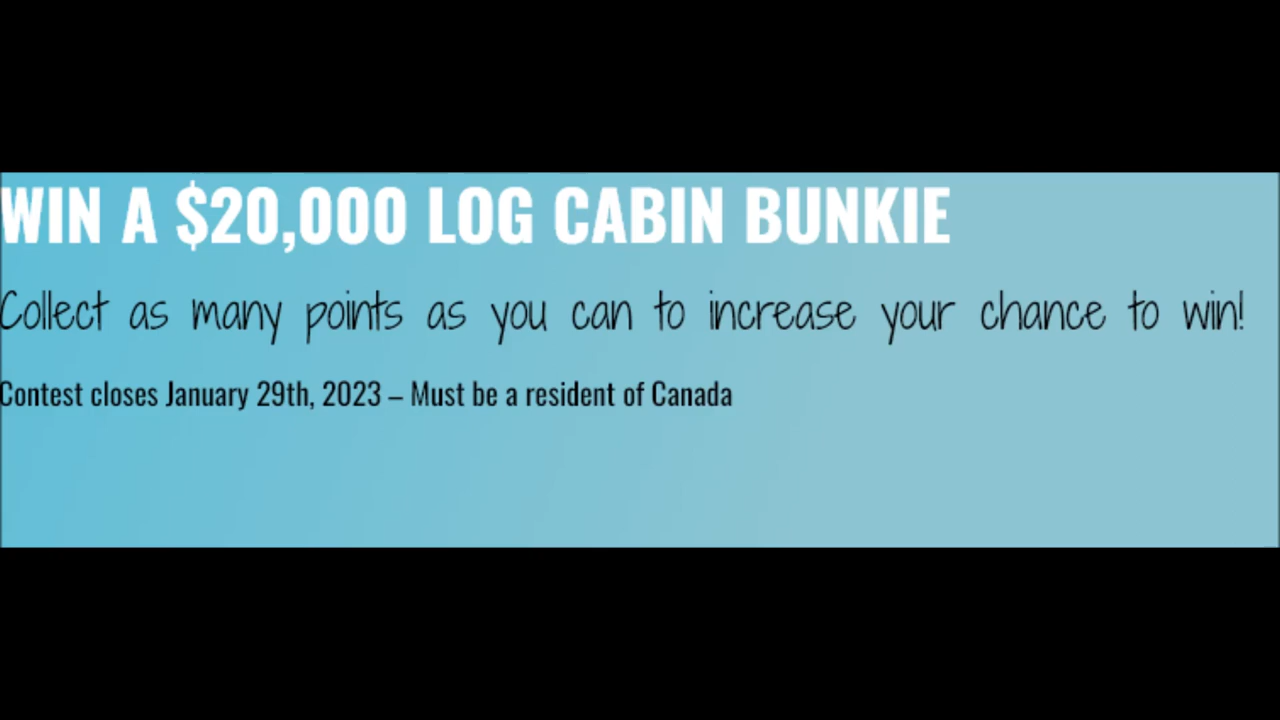 WIN A $20,000 LOG CABIN BUNKIE
Collect as many points as you can to increase your chance to win!
Contest closes January 29th, 2023 – Must be a resident of Canada